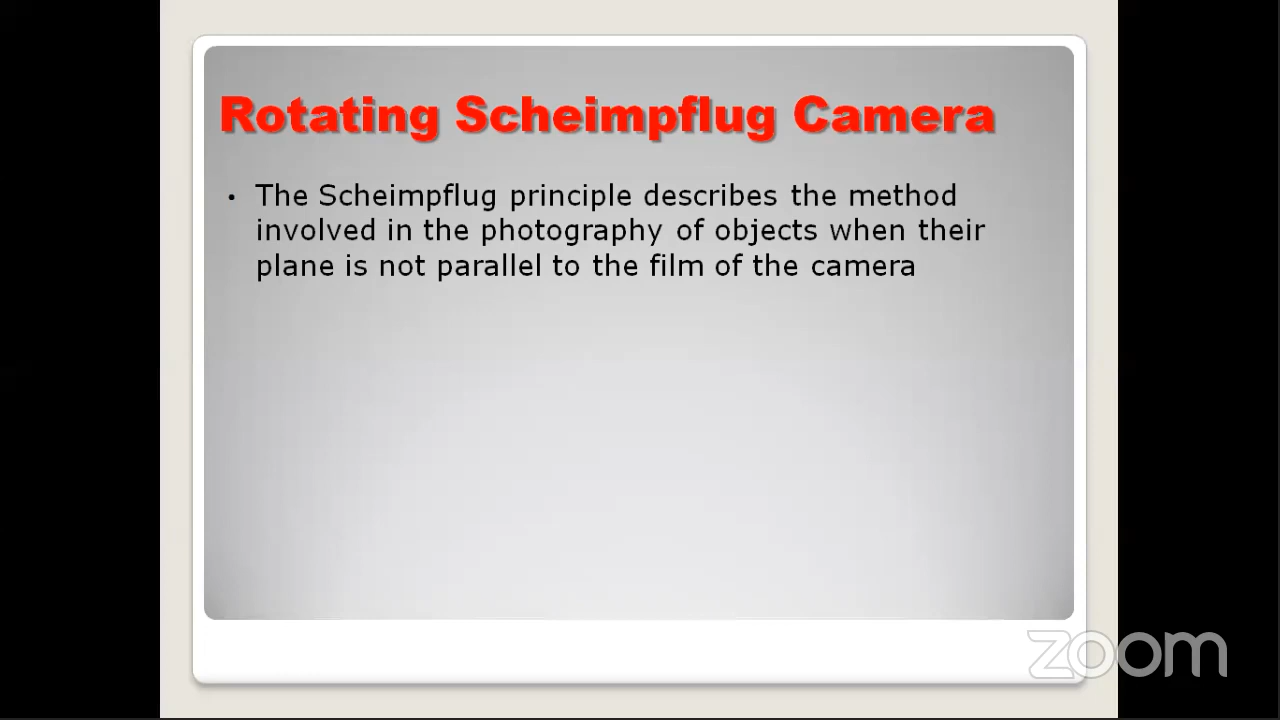 Rotating Scheimpflug Camera
• The Scheimpflug principle describes the method
involved in the photography of objects when their
plane is not parallel to the film of the camera
zoom